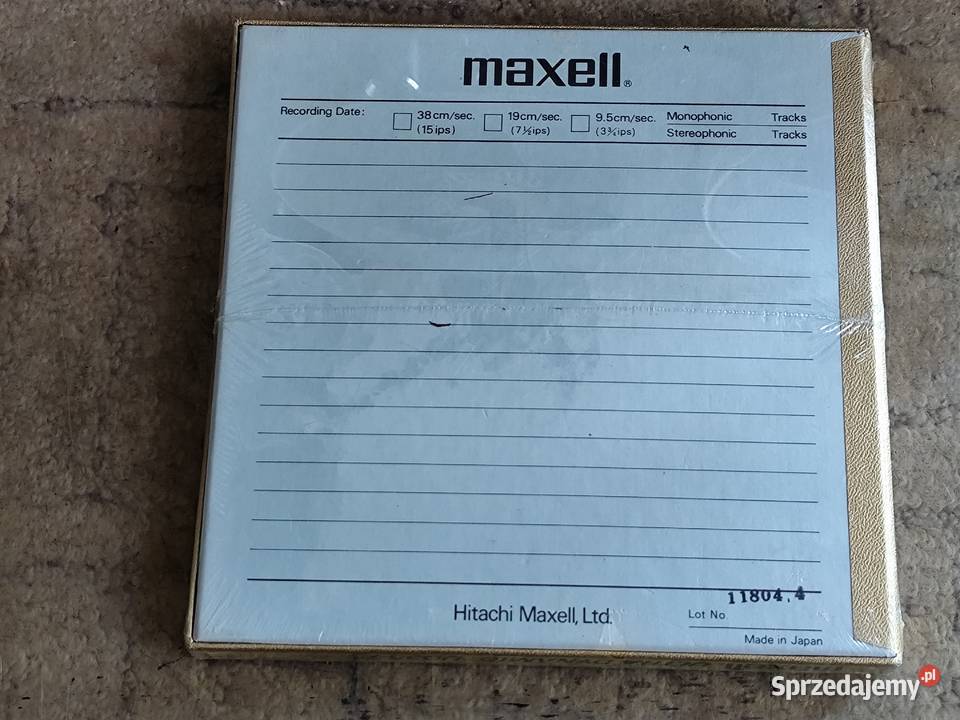 maxell®
Recording Date: 38cm/sec. 19cm/sec. 9.5cm/sec. Monophonic Tracks
(15ips) (7½ips) (3¾ips) Stereophonic Tracks
11804.4
Hitachi Maxell, Ltd. Lot No
Made in Japan
Sprzedajemy.pl